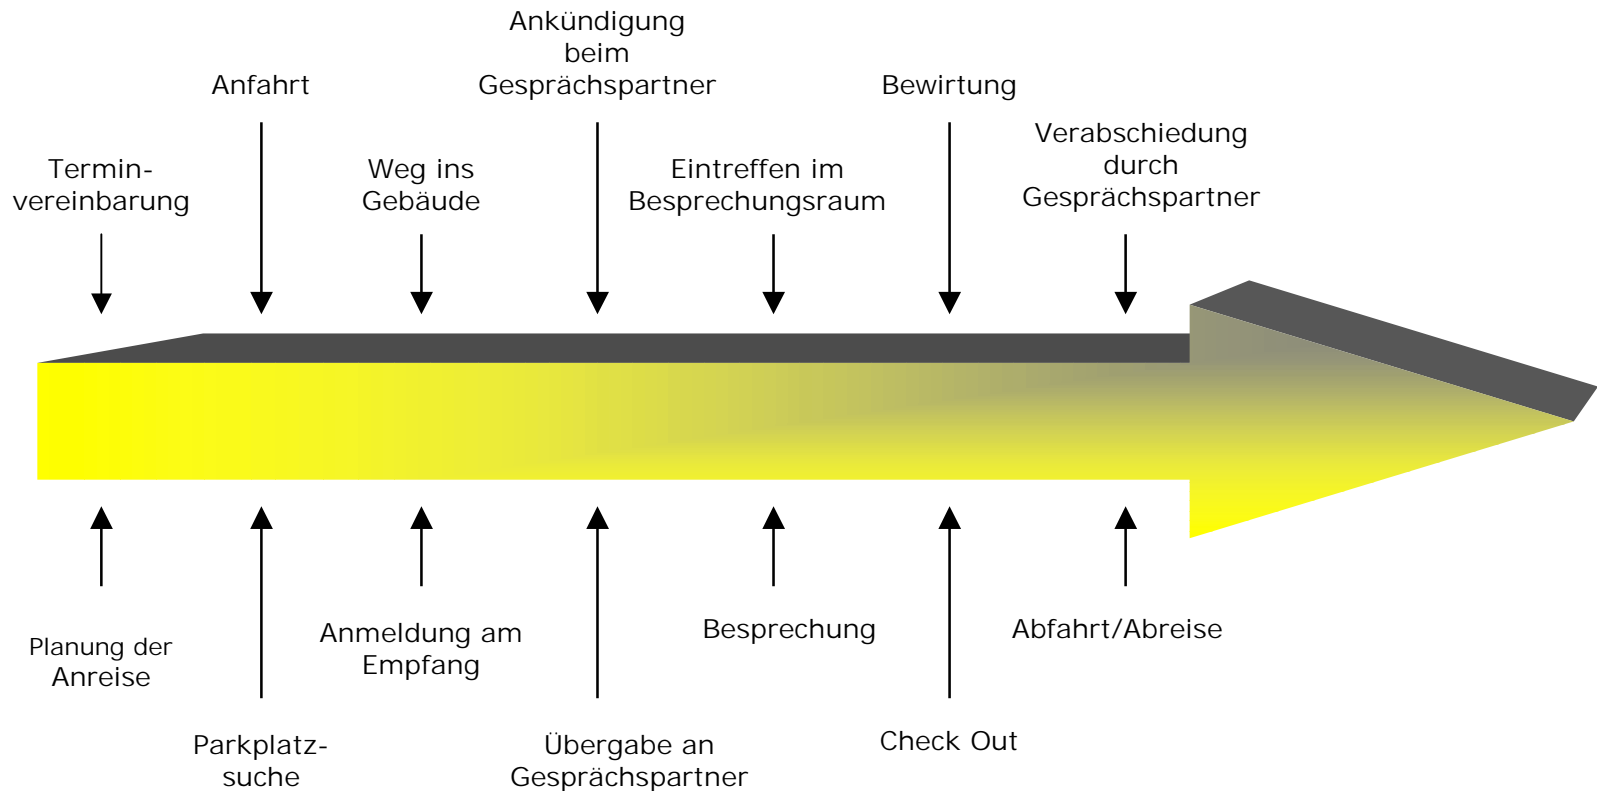 Ankündigung
beim
Gesprächspartner
Anfahrt
Bewirtung
Verabschiedung
durch
Gesprächspartner
Termin-
vereinbarung
Weg ins
Gebäude
Eintreffen im
Besprechungsraum
Planung der
Anreise
Anmeldung am
Empfang
Besprechung
Abfahrt/Abreise
Parkplatz-
suche
Übergabe an
Gesprächspartner
Check Out